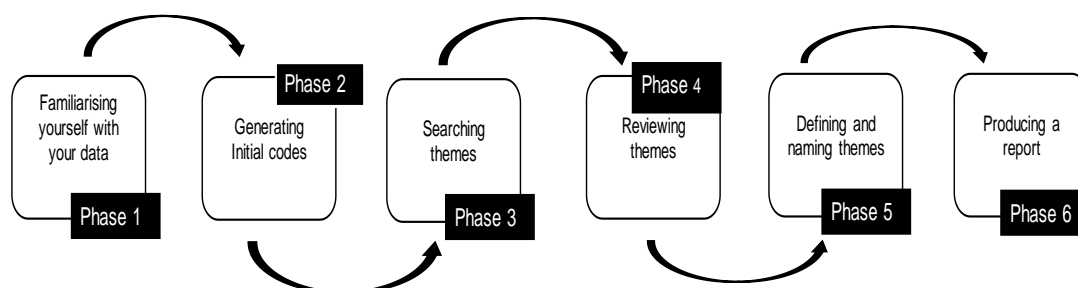 Familiarising
yourself with
your data
Phase 1
Phase 2
Generating
Initial codes
Searching
themes
Phase 3
Phase 4
Reviewing
themes
Defining and
naming themes
Phase 5
Producing a
report
Phase 6